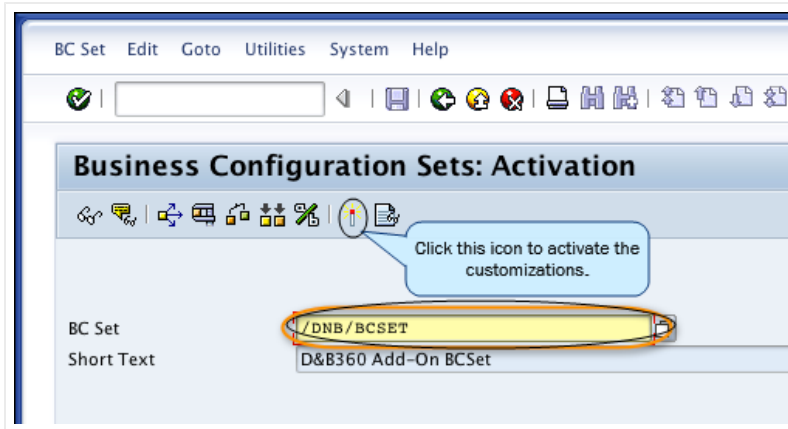 BC Set Edit Goto Utilities System Help
Business Configuration Sets: Activation
Click this icon to activate the
customizations.
BC Set /DNB/BCSET
Short Text D&B360 Add-On BCSet